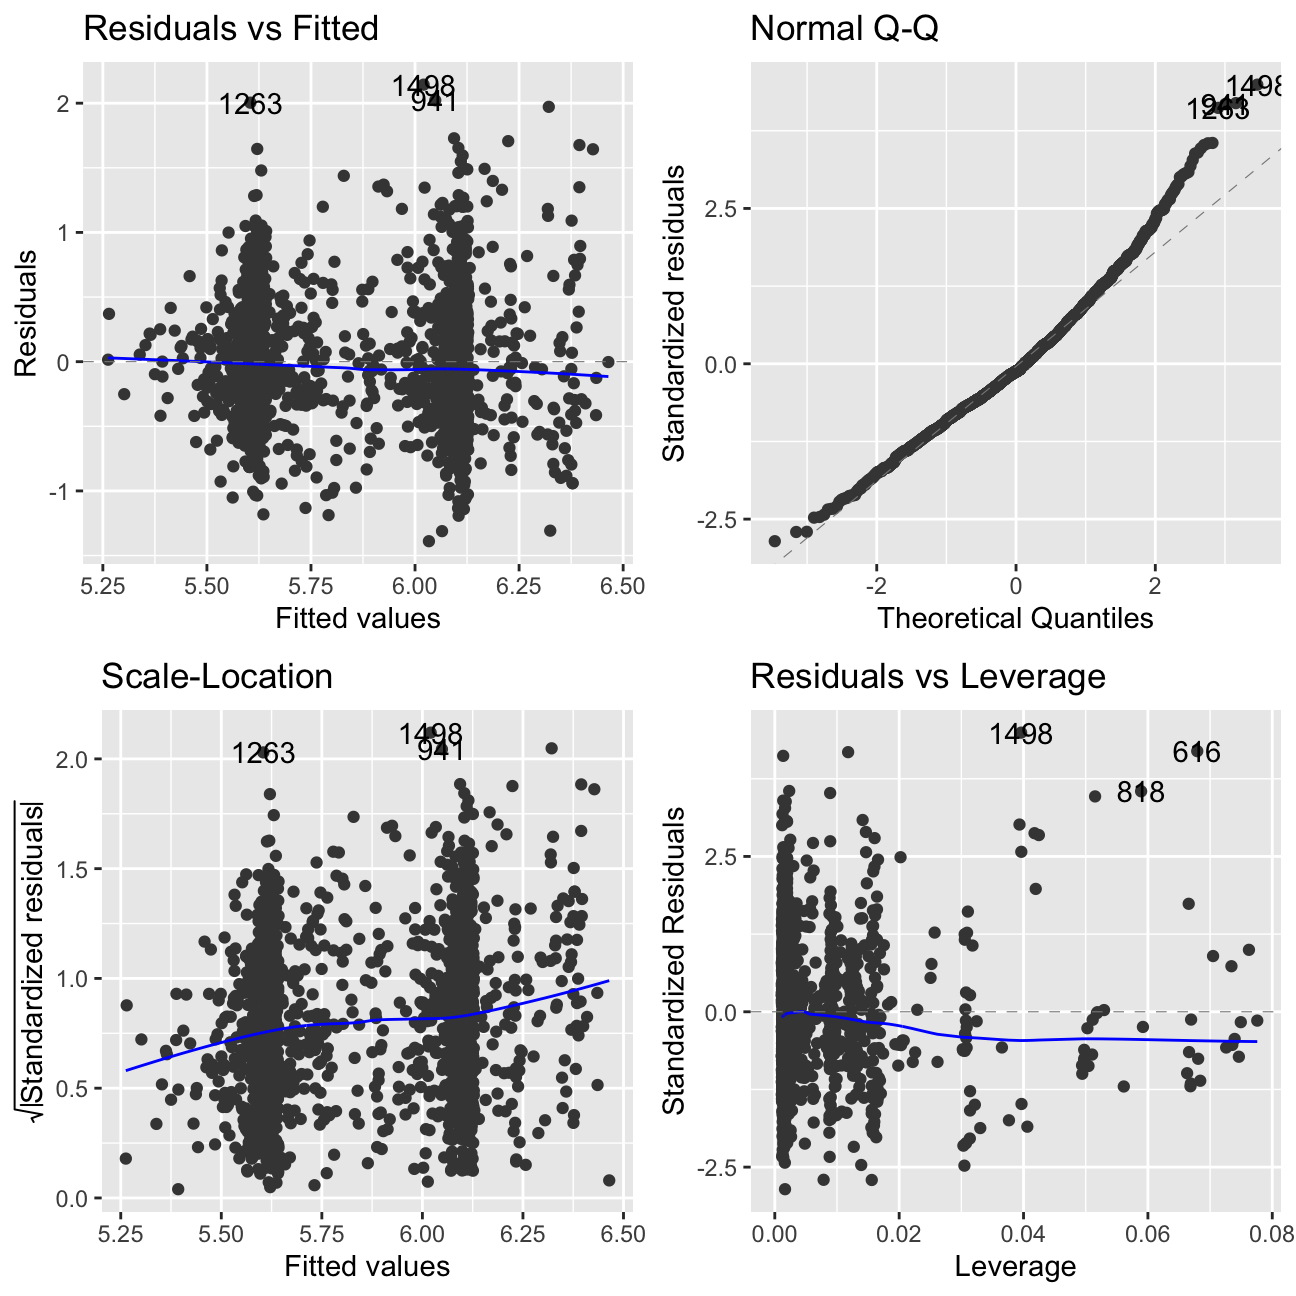 Residuals vs Fitted
1498
1263
941
2
1
0
-1
Residuals
5.25 5.50 5.75 6.00 6.25 6.50
Fitted values
Normal Q-Q
1498
941
1263
2.5
0.0
-2.5
Standardized residuals
-2 0 2
Theoretical Quantiles
Scale-Location
1498
1263
941
2.0
1.5
1.0
0.5
0.0
√|Standardized residuals|
5.25 5.50 5.75 6.00 6.25 6.50
Fitted values
Residuals vs Leverage
1498
616
818
2.5
0.0
-2.5
Standardized Residuals
0.00 0.02 0.04 0.06 0.08
Leverage